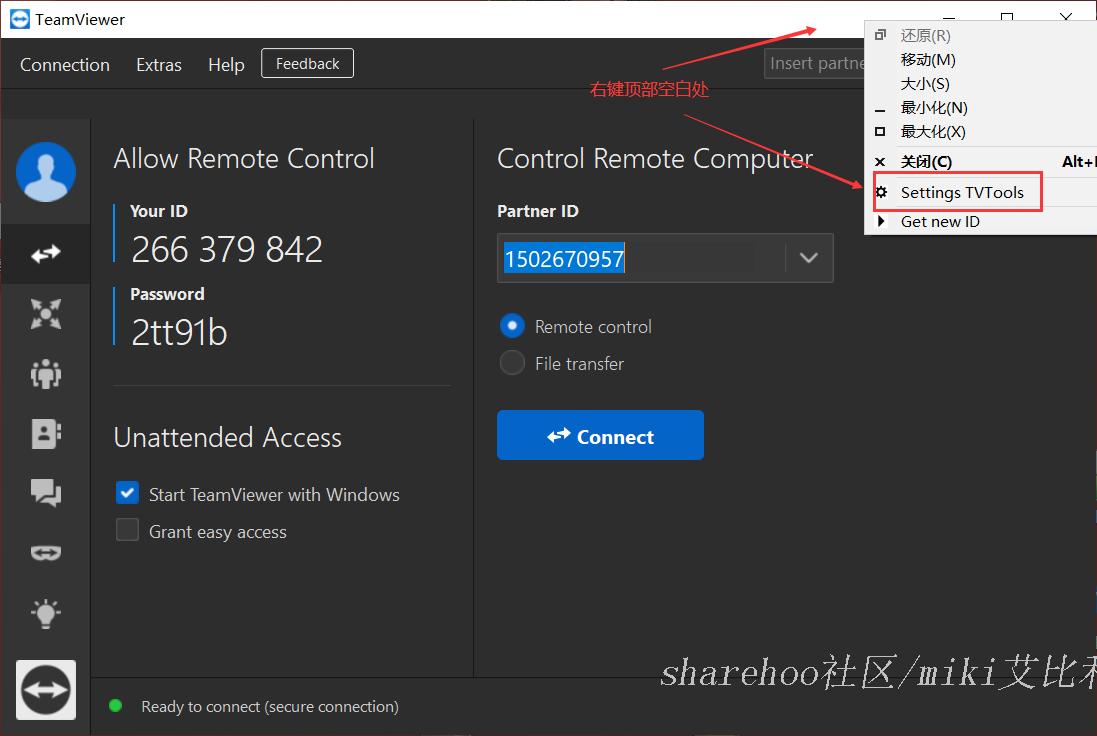 TeamViewer
Connection Extras Help Feedback
Insert partne
还原(R)
移动(M)
大小(S)
最小化(N)
最大化(X)
关闭(C) Alt+
Settings TVTools
Get new ID
右键顶部空白处
Allow Remote Control
Your ID
266 379 842
Password
2tt91b
Unattended Access
Start TeamViewer with Windows
Grant easy access
Control Remote Computer
Partner ID
1502670957
Remote control
File transfer
Connect
Ready to connect (secure connection)
sharehoo社区/miki艾比利